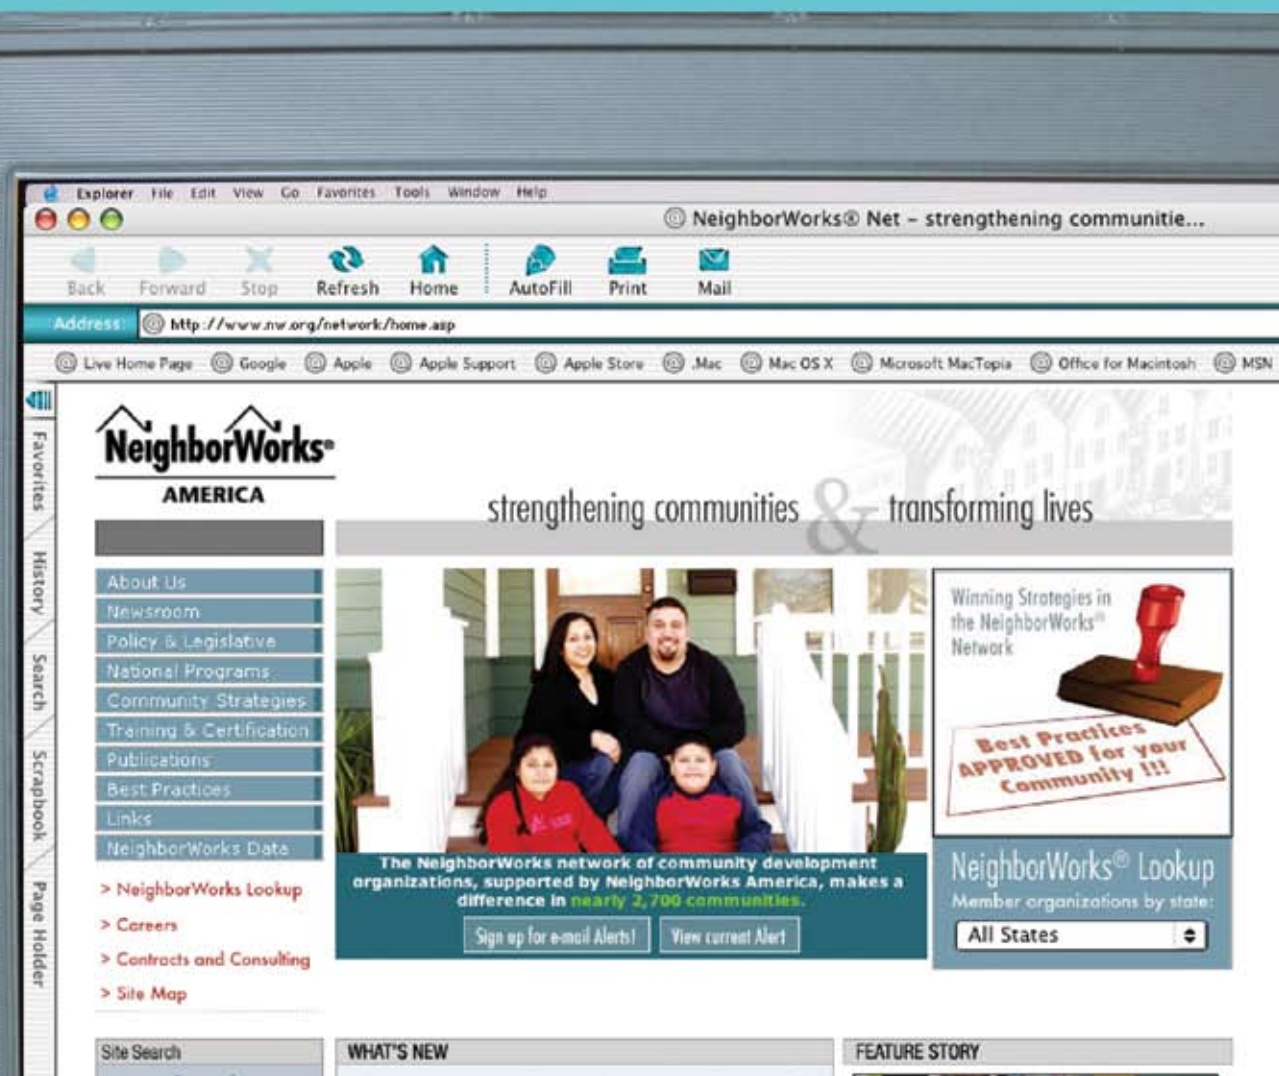 Explorer File Edit View Go Favorites Tools Window Help
NeighborWorks® Net – strengthening communitie...
Back Forward Stop Refresh Home AutoFill Print Mail
Address: http://www.nw.org/network/home.asp
Live Home Page Google Apple Apple Support Apple Store .Mac Mac OS X Microsoft MacTopia Office for Macintosh MSN
Favorites
History
Search
Scrapbook
Page Holder
NeighborWorks®
AMERICA
strengthening communities & transforming lives
About Us
Newsroom
Policy & Legislative
National Programs
Community Strategies
Training & Certification
Publications
Best Practices
Links
NeighborWorks Data
> NeighborWorks Lookup
> Careers
> Contracts and Consulting
> Site Map
The NeighborWorks network of community development
organizations, supported by NeighborWorks America, makes a
difference in nearly 2,700 communities.
Sign up for e-mail Alerts! View current Alert
Winning Strategies in
the NeighborWorks®
Network
Best Practices
APPROVED for your
Community !!!
NeighborWorks® Lookup
Member organizations by state:
All States
Site Search
WHAT'S NEW
FEATURE STORY